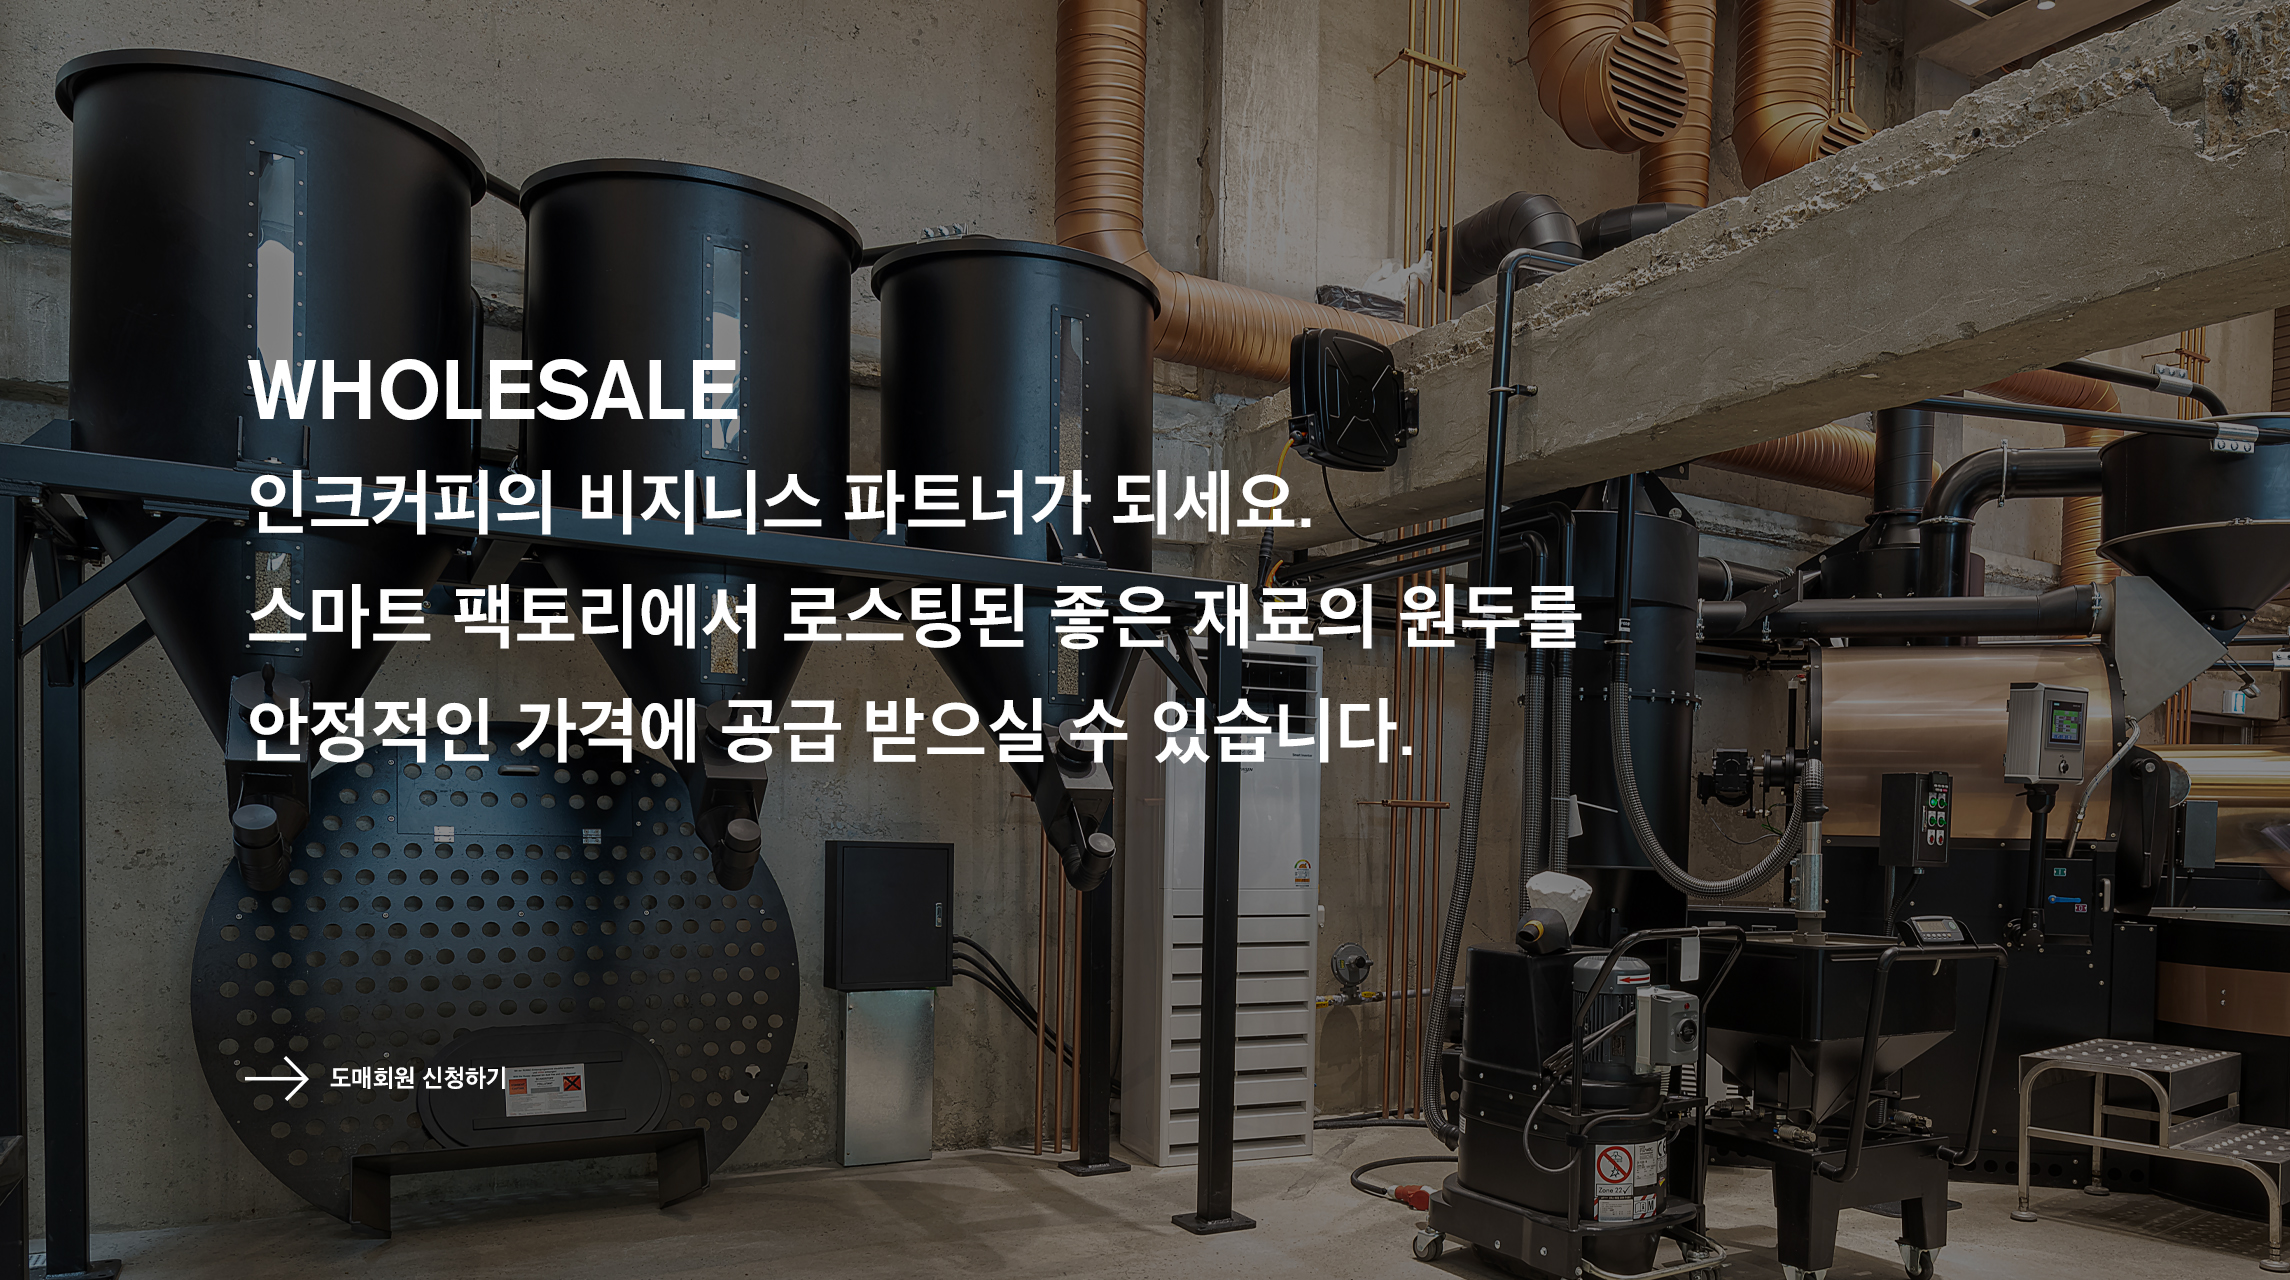 WHOLESALE
인크커피의 비지니스 파트너가 되세요.
스마트 팩토리에서 로스팅된 좋은 재료의 원두를
안정적인 가격에 공급 받으실 수 있습니다.
도매회원 신청하기
Zone 22